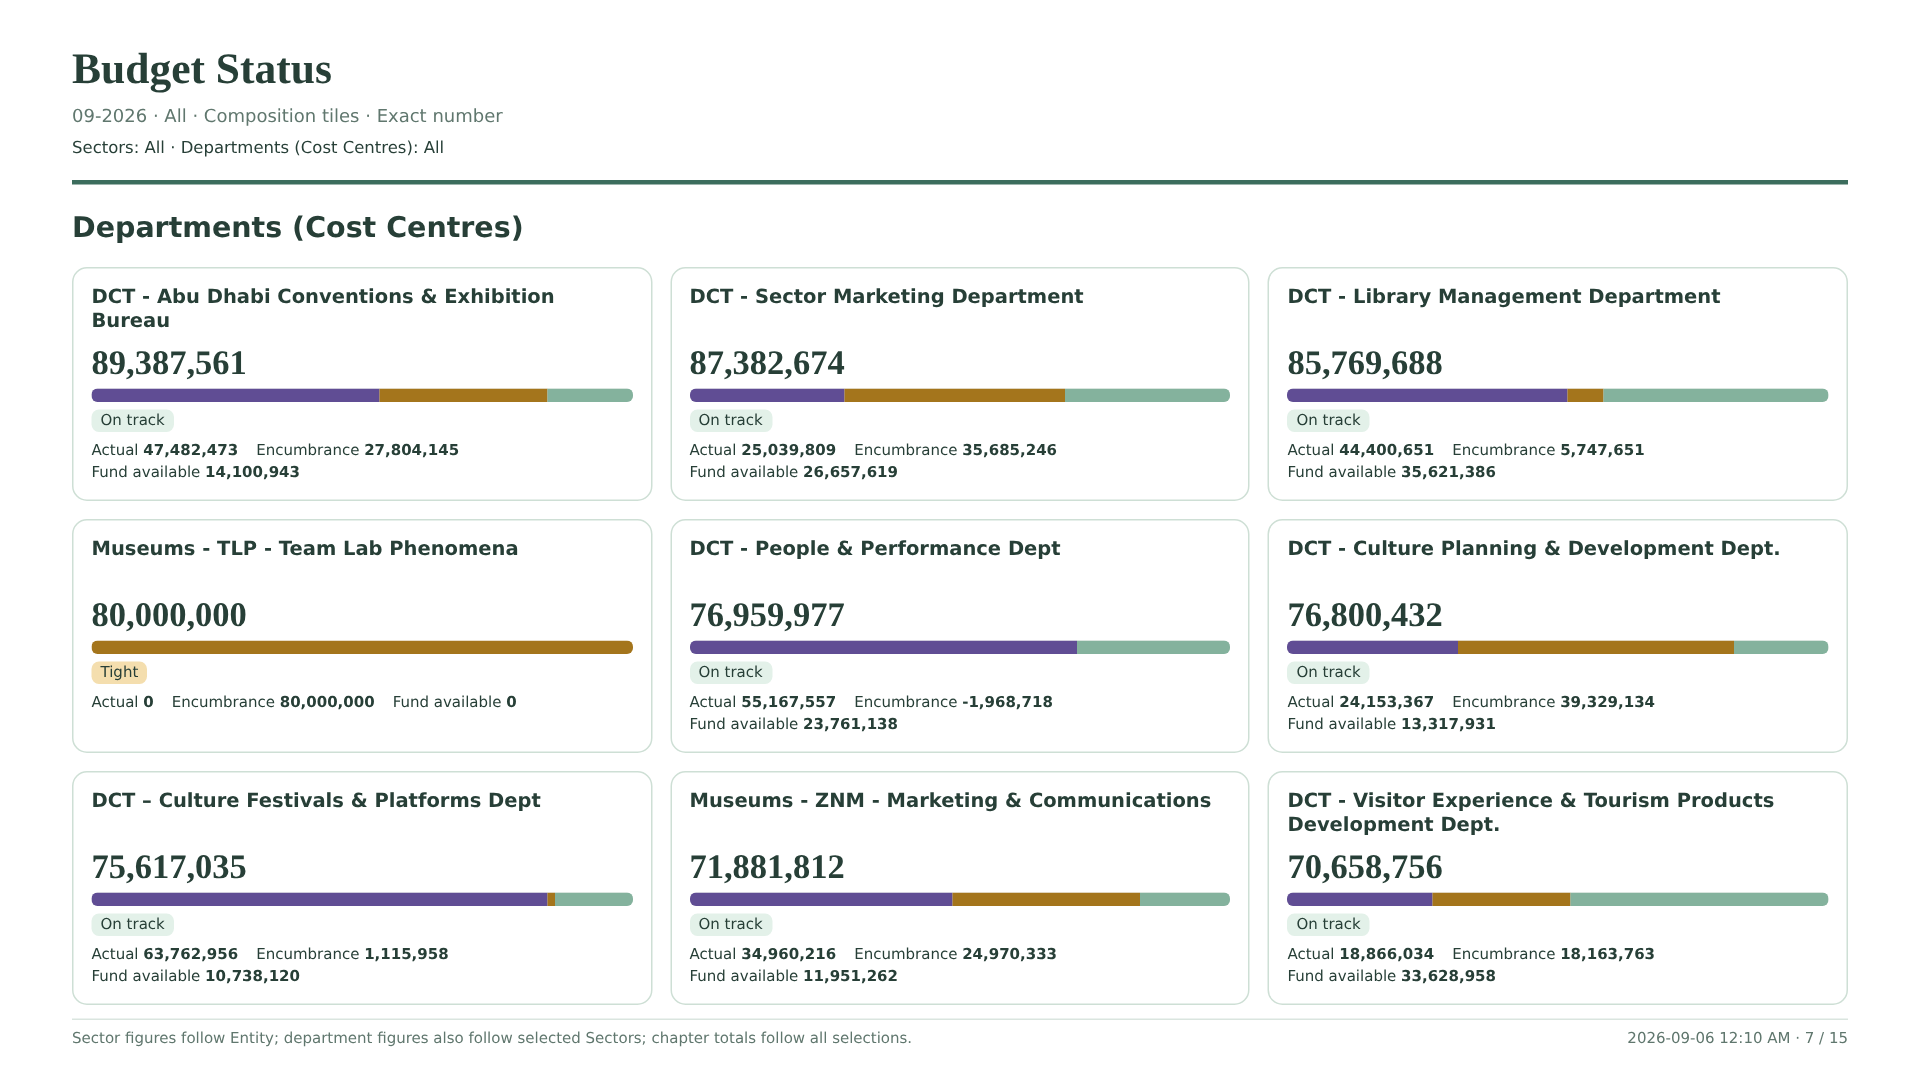 Budget Status
09-2026 · All · Composition tiles · Exact number
Sectors: All · Departments (Cost Centres): All
Departments (Cost Centres)
DCT - Abu Dhabi Conventions & Exhibition
Bureau
89,387,561
On track
Actual 47,482,473 Encumbrance 27,804,145
Fund available 14,100,943
DCT - Sector Marketing Department
87,382,674
On track
Actual 25,039,809 Encumbrance 35,685,246
Fund available 26,657,619
DCT - Library Management Department
85,769,688
On track
Actual 44,400,651 Encumbrance 5,747,651
Fund available 35,621,386
Museums - TLP - Team Lab Phenomena
80,000,000
Tight
Actual 0 Encumbrance 80,000,000 Fund available 0
DCT - People & Performance Dept
76,959,977
On track
Actual 55,167,557 Encumbrance -1,968,718
Fund available 23,761,138
DCT - Culture Planning & Development Dept.
76,800,432
On track
Actual 24,153,367 Encumbrance 39,329,134
Fund available 13,317,931
DCT – Culture Festivals & Platforms Dept
75,617,035
On track
Actual 63,762,956 Encumbrance 1,115,958
Fund available 10,738,120
Museums - ZNM - Marketing & Communications
71,881,812
On track
Actual 34,960,216 Encumbrance 24,970,333
Fund available 11,951,262
DCT - Visitor Experience & Tourism Products
Development Dept.
70,658,756
On track
Actual 18,866,034 Encumbrance 18,163,763
Fund available 33,628,958
Sector figures follow Entity; department figures also follow selected Sectors; chapter totals follow all selections.
2026-09-06 12:10 AM · 7 / 15